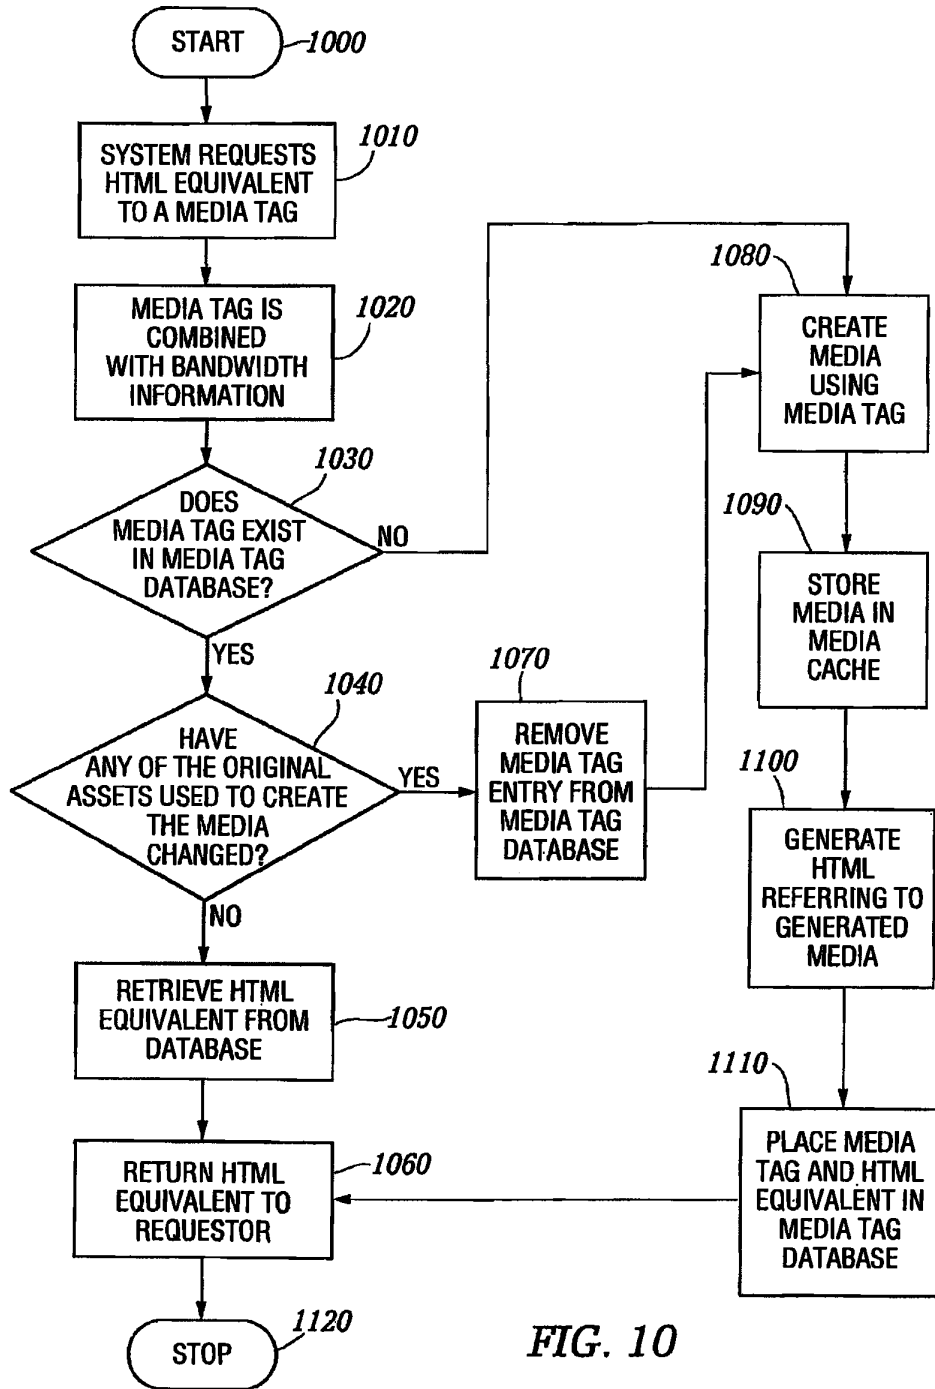 START
1000
SYSTEM REQUESTS
HTML EQUIVALENT
TO A MEDIA TAG
1010
MEDIA TAG IS
COMBINED
WITH BANDWIDTH
INFORMATION
1020
DOES
MEDIA TAG EXIST
IN MEDIA TAG
DATABASE?
1030
NO
YES
HAVE
ANY OF THE ORIGINAL
ASSETS USED TO CREATE
THE MEDIA
CHANGED?
1040
YES
NO
REMOVE
MEDIA TAG
ENTRY FROM
MEDIA TAG
DATABASE
1070
RETRIEVE HTML
EQUIVALENT FROM
DATABASE
1050
RETURN HTML
EQUIVALENT TO
REQUESTOR
1060
STOP
1120
1080
CREATE
MEDIA
USING
MEDIA TAG
1090
STORE
MEDIA IN
MEDIA
CACHE
1100
GENERATE
HTML
REFERRING TO
GENERATED
MEDIA
1110
PLACE MEDIA
TAG AND HTML
EQUIVALENT IN
MEDIA TAG
DATABASE
FIG. 10